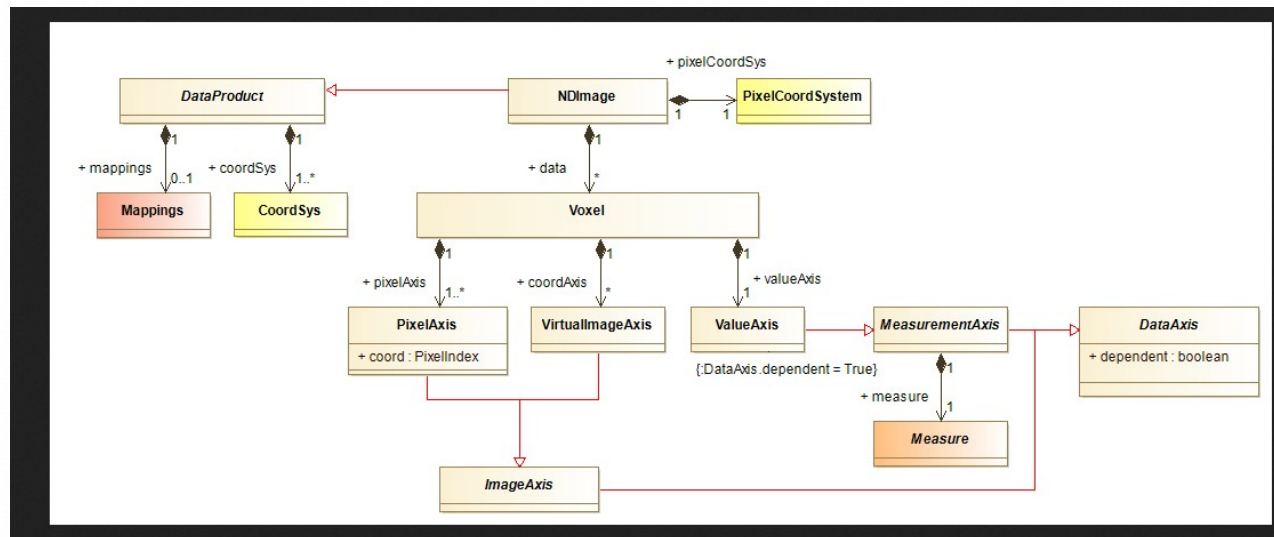 + pixelCoordSys
DataProduct
NDImage
PixelCoordSystem
1
1
1
1
1
+ mappings
+ coordSys
+ data
0..1
1..*
*
Mappings
CoordSys
Voxel
1
1
1
+ pixelAxis
+ coordAxis
+ valueAxis
1..*
*
1
PixelAxis
VirtualImageAxis
ValueAxis
MeasurementAxis
DataAxis
+ coord : PixelIndex
+ dependent : boolean
{:DataAxis.dependent = True}
1
+ measure
1
Measure
ImageAxis